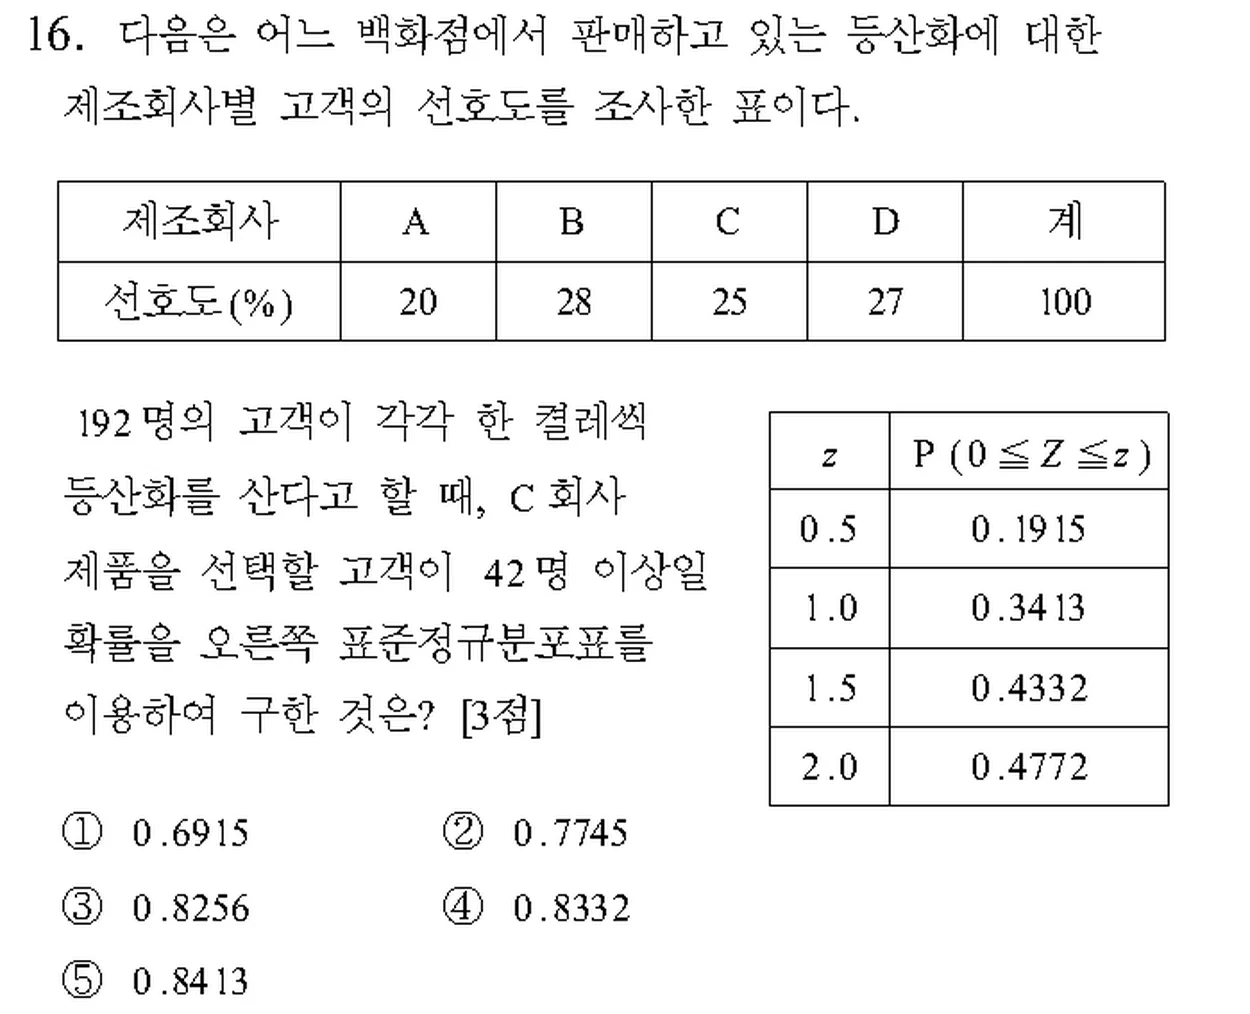 16. 다음은 어느 백화점에서 판매하고 있는 등산화에 대한
제조회사별 고객의 선호도를 조사한 표이다.
제조회사 A B C D 계
선호도(%) 20 28 25 27 100
192명의 고객이 각각 한 켤레씩
등산화를 산다고 할 때, C 회사
제품을 선택할 고객이 42명 이상일
확률을 오른쪽 표준정규분포표를
이용하여 구한 것은? [3점]
z P(0≦Z≦z)
0.5 0.1915
1.0 0.3413
1.5 0.4332
2.0 0.4772
① 0.6915 ② 0.7745
③ 0.8256 ④ 0.8332
⑤ 0.8413